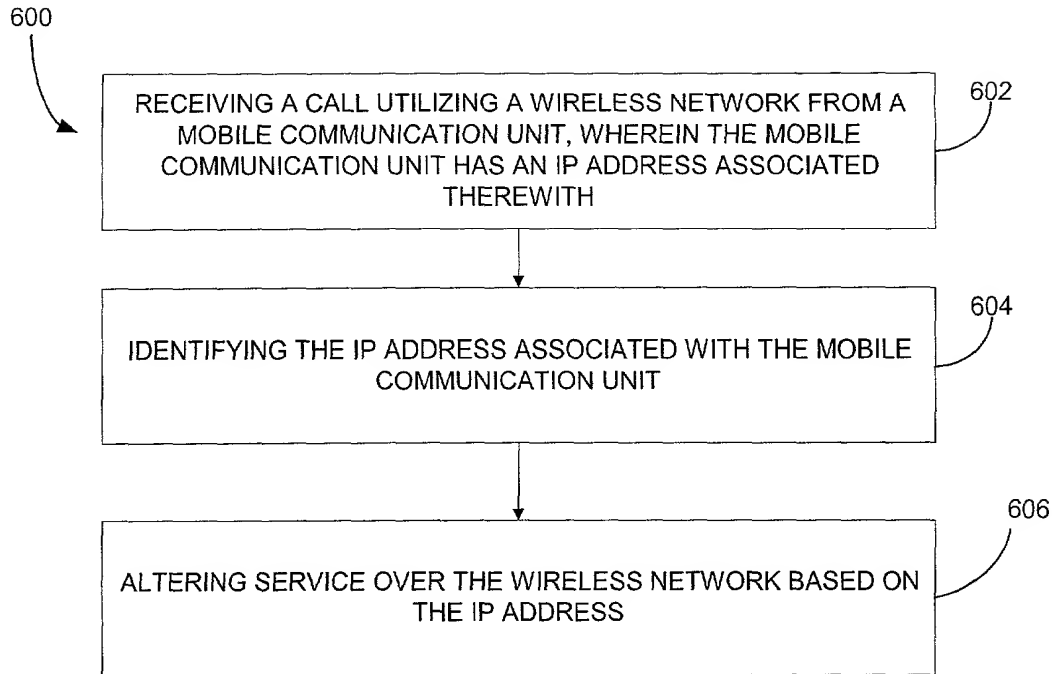 600
RECEIVING A CALL UTILIZING A WIRELESS NETWORK FROM A
MOBILE COMMUNICATION UNIT, WHEREIN THE MOBILE
COMMUNICATION UNIT HAS AN IP ADDRESS ASSOCIATED
THEREWITH
602
IDENTIFYING THE IP ADDRESS ASSOCIATED WITH THE MOBILE
COMMUNICATION UNIT
604
ALTERING SERVICE OVER THE WIRELESS NETWORK BASED ON
THE IP ADDRESS
606